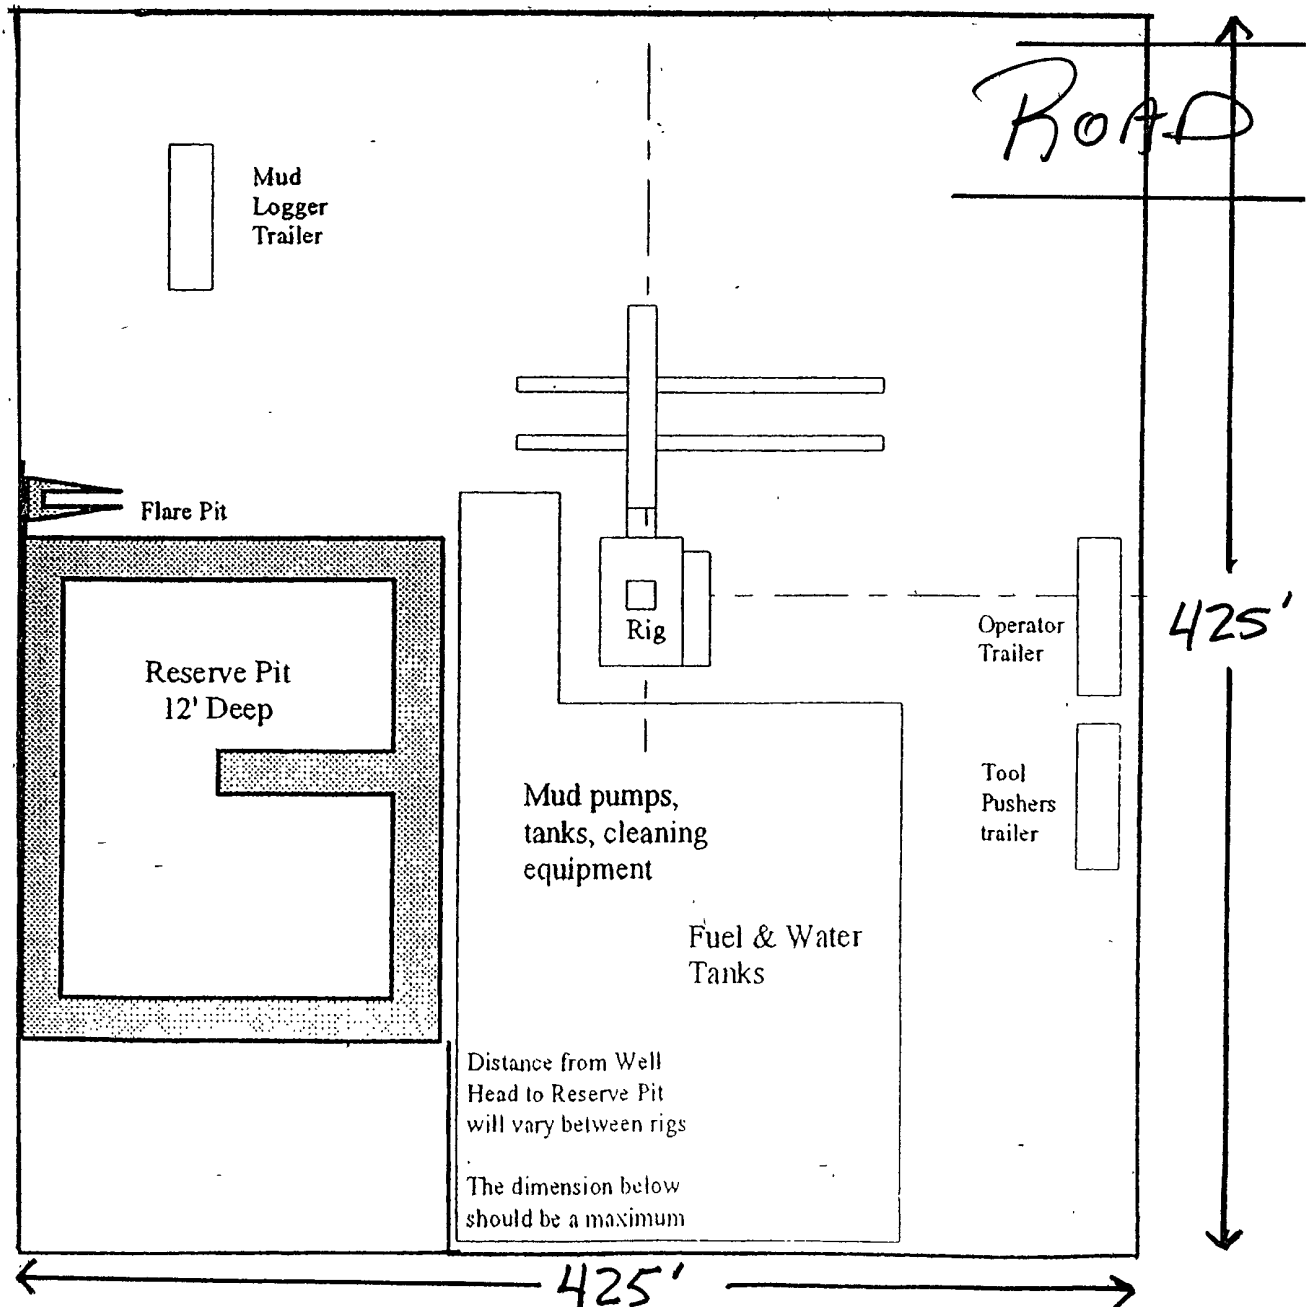 ROAD
Mud
Logger
Trailer
Flare Pit
Rig
Operator
Trailer
425'
Reserve Pit
12' Deep
Tool
Pushers
trailer
Mud pumps,
tanks, cleaning
equipment
Fuel & Water
Tanks
Distance from Well
Head to Reserve Pit
will vary between rigs
The dimension below
should be a maximum
425'